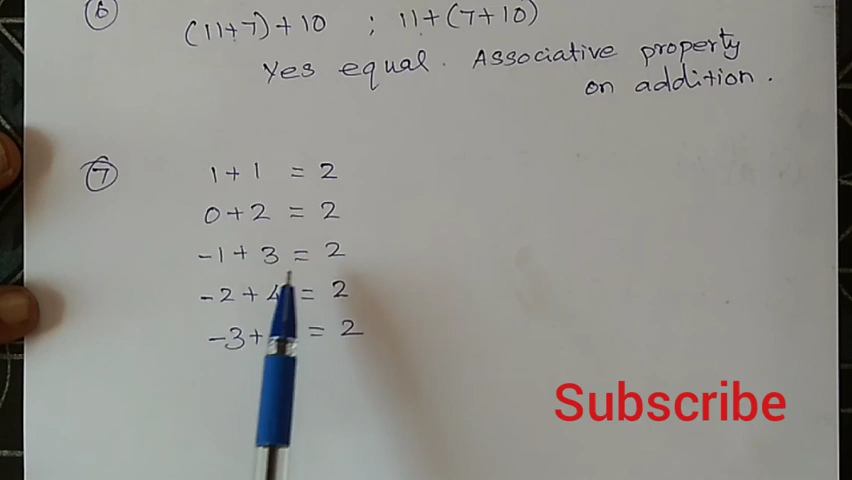 6
(11+7)+10 ; 11+(7+10)
Yes equal. Associative property
on addition.
7
1 + 1 = 2
0 + 2 = 2
-1 + 3 = 2
-2 + 4 = 2
-3 + = 2
Subscribe